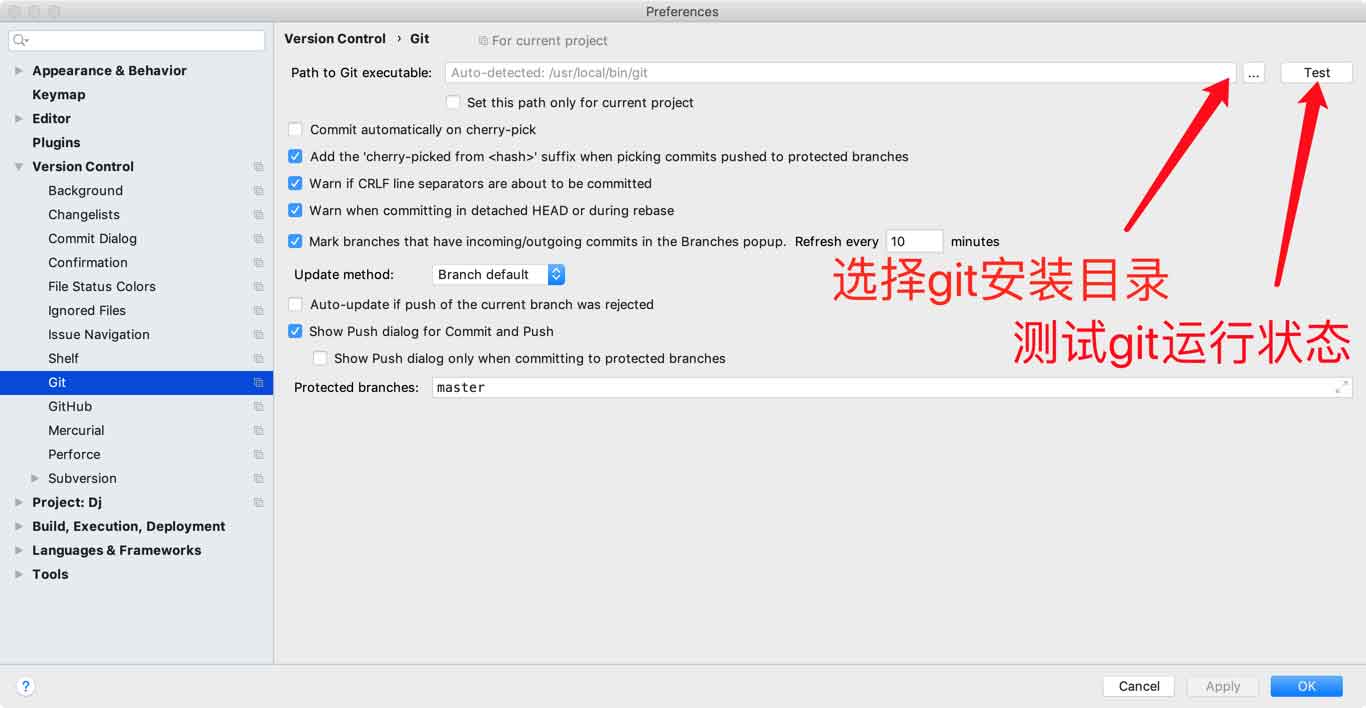 Preferences
Version Control › Git
For current project
Appearance & Behavior
Keymap
Editor
Plugins
Version Control
Background
Changelists
Commit Dialog
Confirmation
File Status Colors
Ignored Files
Issue Navigation
Shelf
Git
GitHub
Mercurial
Perforce
Subversion
Project: Dj
Build, Execution, Deployment
Languages & Frameworks
Tools
Path to Git executable: Auto-detected: /usr/local/bin/git ... Test
Set this path only for current project
Commit automatically on cherry-pick
Add the 'cherry-picked from <hash>' suffix when picking commits pushed to protected branches
Warn if CRLF line separators are about to be committed
Warn when committing in detached HEAD or during rebase
Mark branches that have incoming/outgoing commits in the Branches popup. Refresh every 10 minutes
Update method: Branch default
选择git安装目录
Auto-update if push of the current branch was rejected
Show Push dialog for Commit and Push
测试git运行状态
Show Push dialog only when committing to protected branches
Protected branches: master
?
Cancel Apply OK